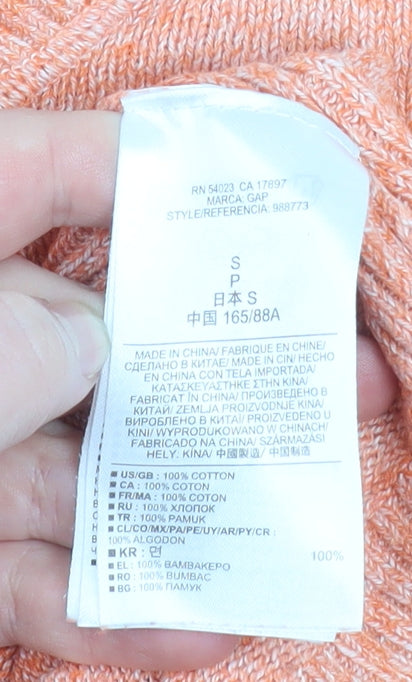 RN 54023 CA 17897
MARCA: GAP
STYLE/REFERENCIA: 988773
S
P
日本 S
中国 165/88A
MADE IN CHINA/ FABRIQUE EN CHINE/
СДЕЛАНО В КИТАЕ/ MADE IN CIN/ HECHO
EN CHINA CON TELA IMPORTADA/
ΚΑΤΑΣΚΕΥΑΣΤΗΚΕ ΣΤΗΝ ΚΙΝΑ/
FABRICAT ÎN CHINA/ ПРОИЗВЕДЕНО В
КИТАЙ/ ZEMLJA PROIZVODNJE KINA/
ВИРОБЛЕНО В КИТАЇ/ PROIZVEDENO U
KINI/ WYPRODUKOWANO W CHINACH/
FABRICADO NA CHINA/ SZÁRMAZÁSI
HELY: KÍNA/ 中國製造/ 中国制造
US/GB : 100% COTTON
CA : 100% COTON
FR/MA : 100% COTON
RU : 100% ХЛОПОК
TR : 100% PAMUK
CL/CO/MX/PA/PE/UY/AR/PY/CR :
100% ALGODON
KR : 면 100%
EL : 100% ΒΑΜΒΑΚΕΡΟ
RO : 100% BUMBAC
BG : 100% ПАМУК